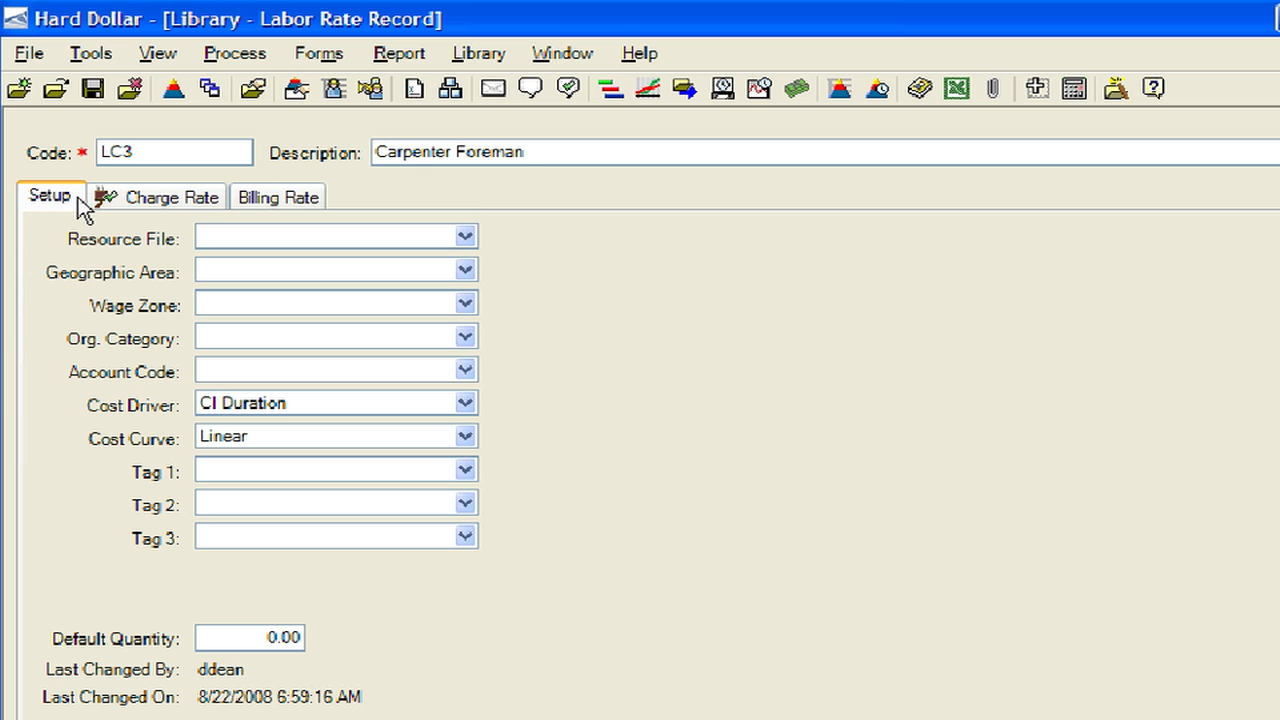 Hard Dollar - [Library - Labor Rate Record]
File Tools View Process Forms Report Library Window Help
Code: * LC3 Description: Carpenter Foreman
Setup Charge Rate Billing Rate
Resource File:
Geographic Area:
Wage Zone:
Org. Category:
Account Code:
Cost Driver: CI Duration
Cost Curve: Linear
Tag 1:
Tag 2:
Tag 3:
Default Quantity: 0.00
Last Changed By: ddean
Last Changed On: 8/22/2008 6:59:16 AM